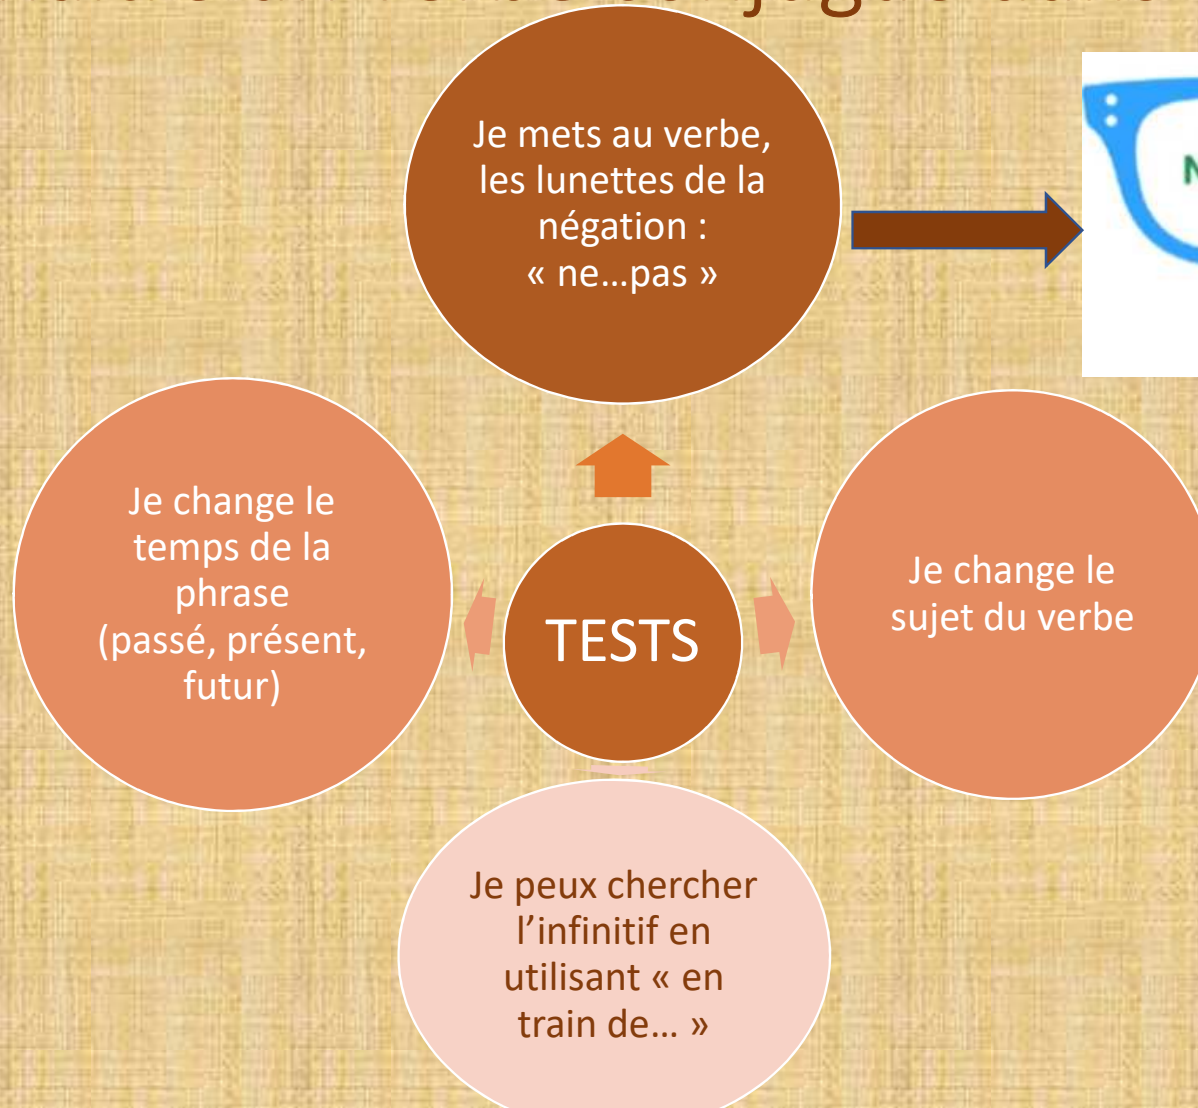 Je mets au verbe,
les lunettes de la
négation :
« ne…pas »
Je change le
temps de la
phrase
(passé, présent,
futur)
TESTS
Je change le
sujet du verbe
Je peux chercher
l’infinitif en
utilisant « en
train de… »